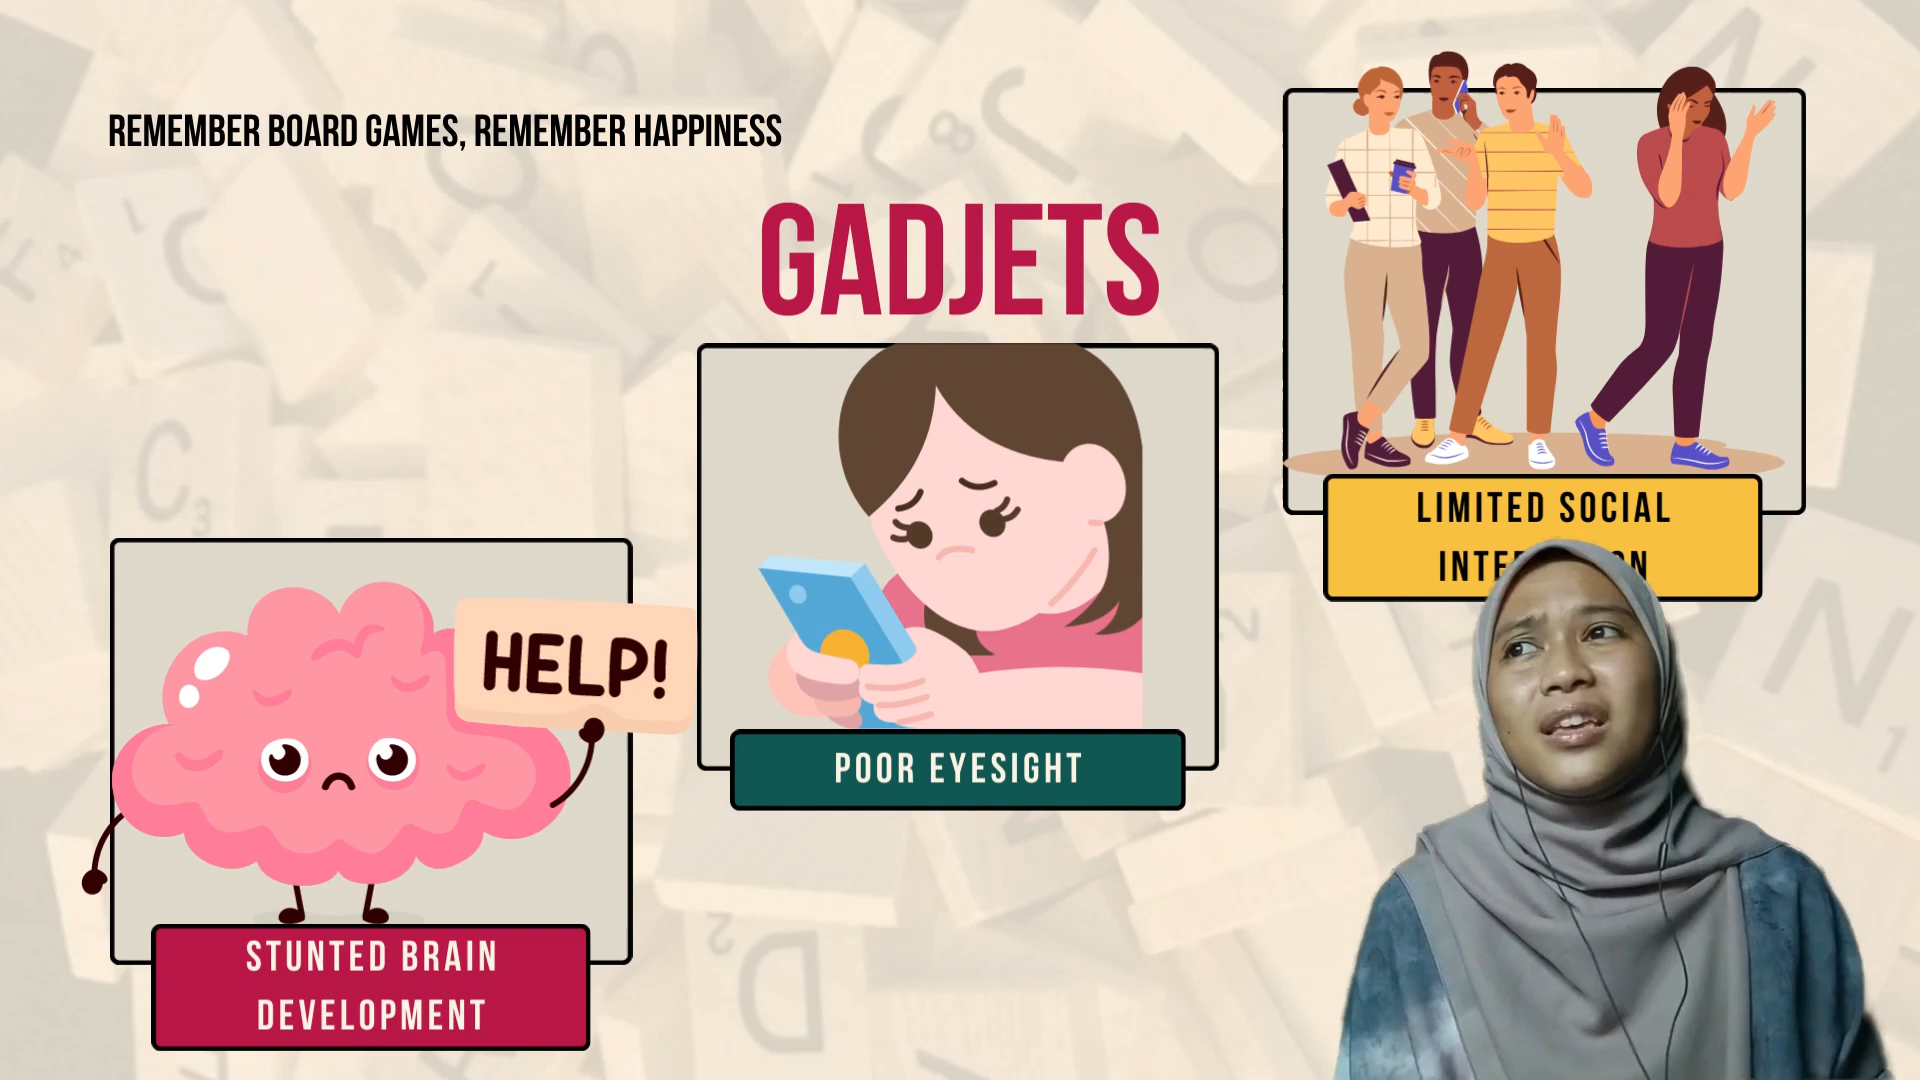 REMEMBER BOARD GAMES, REMEMBER HAPPINESS
GADJETS
HELP!
STUNTED BRAIN
DEVELOPMENT
POOR EYESIGHT
LIMITED SOCIAL